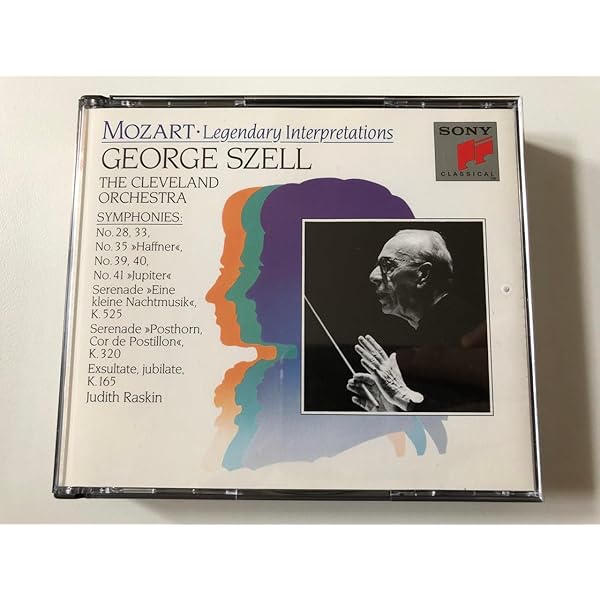 MOZART · Legendary Interpretations
GEORGE SZELL
THE CLEVELAND
ORCHESTRA
SYMPHONIES:
No. 28, 33,
No. 35 »Haffner«,
No. 39, 40,
No. 41 »Jupiter«
Serenade »Eine
kleine Nachtmusik«,
K. 525
Serenade »Posthorn,
Cor de Postillon«,
K. 320
Exsultate, jubilate,
K. 165
Judith Raskin
SONY
CLASSICAL